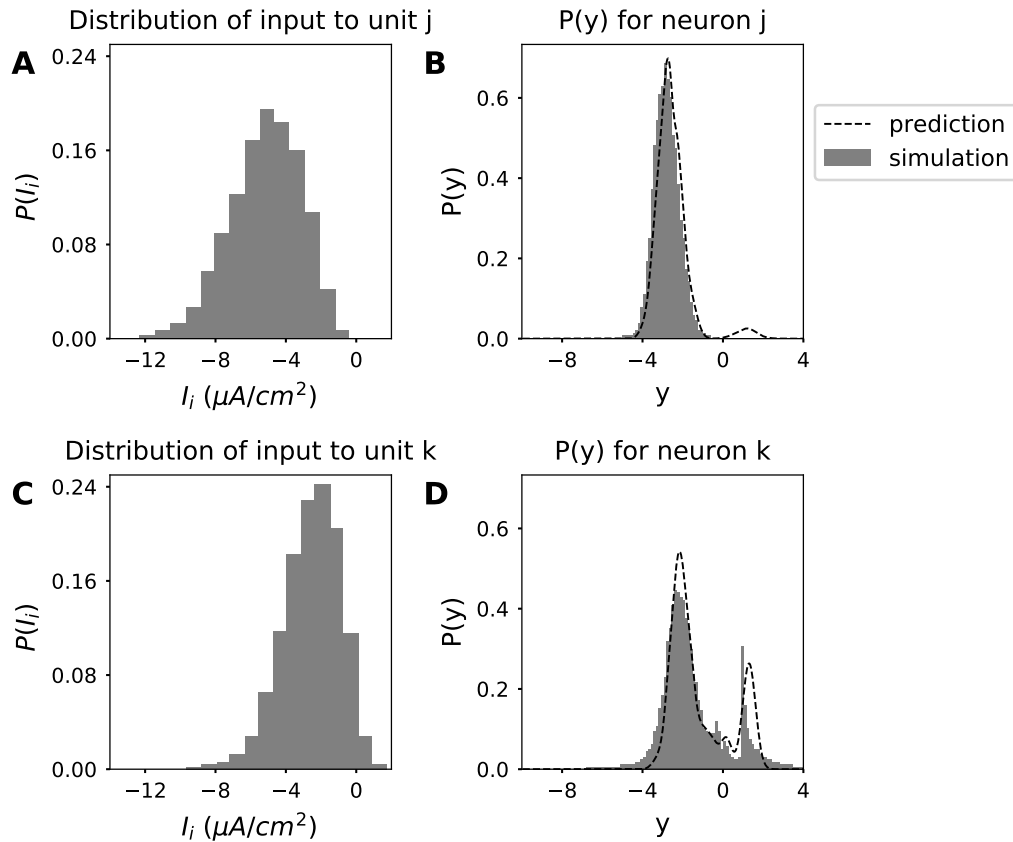 Distribution of input to unit j
A
0.24
0.16
0.08
0.00
P(I_i)
−12 −8 −4 0
I_i (μA/cm²)
P(y) for neuron j
B
0.6
0.4
0.2
0.0
P(y)
−8 −4 0 4
y
prediction
simulation
Distribution of input to unit k
C
0.24
0.16
0.08
0.00
P(I_i)
−12 −8 −4 0
I_i (μA/cm²)
P(y) for neuron k
D
0.6
0.4
0.2
0.0
P(y)
−8 −4 0 4
y